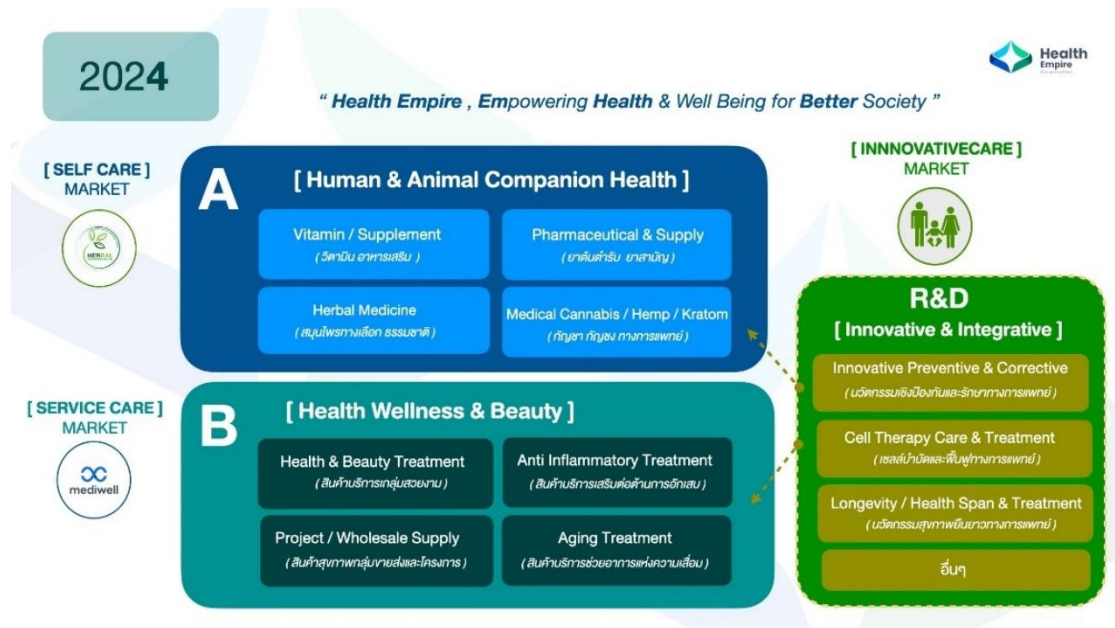 2024
Health
Empire
“ Health Empire , Empowering Health & Well Being for Better Society ”
[ SELF CARE ]
MARKET
HERBAL
A
[ Human & Animal Companion Health ]
Vitamin / Supplement
( วิตามิน อาหารเสริม )
Pharmaceutical & Supply
( ยาต้นตำรับ ยาสามัญ )
Herbal Medicine
( สมุนไพรทางเลือก ธรรมชาติ )
Medical Cannabis / Hemp / Kratom
( กัญชา กัญชง ทางการแพทย์ )
[ SERVICE CARE ]
MARKET
mediwell
B
[ Health Wellness & Beauty ]
Health & Beauty Treatment
( สินค้าบริการกลุ่มสวยงาม )
Anti Inflammatory Treatment
( สินค้าบริการเสริมต่อต้านการอักเสบ )
Project / Wholesale Supply
( สินค้าสุขภาพกลุ่มขายส่งและโครงการ )
Aging Treatment
( สินค้าบริการช่วยอาการแห่งความเสื่อม )
[ INNNOVATIVECARE ]
MARKET
R&D
[ Innovative & Integrative ]
Innovative Preventive & Corrective
( นวัตกรรมเชิงป้องกันและรักษาทางการแพทย์ )
Cell Therapy Care & Treatment
( เซลล์บำบัดและฟื้นฟูทางการแพทย์ )
Longevity / Health Span & Treatment
( นวัตกรรมสุขภาพยืนยาวทางการแพทย์ )
อื่นๆ